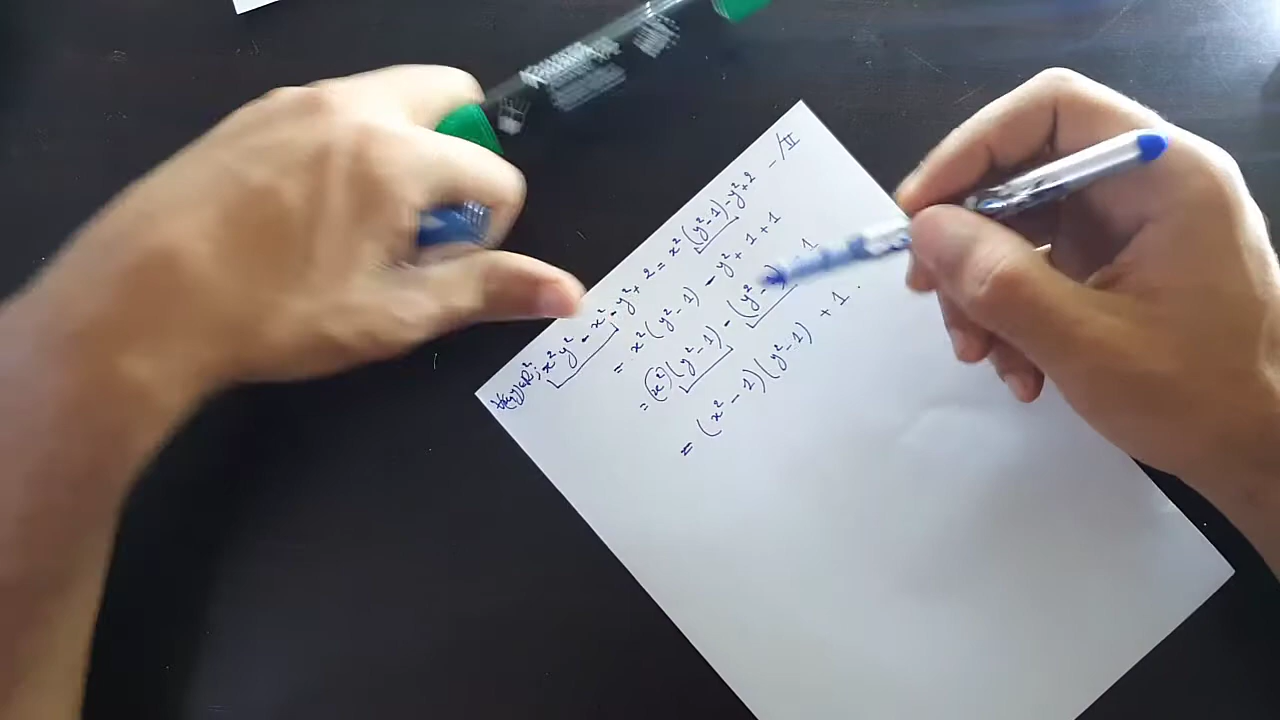 ∀(x,y)∈ℝ²; x²y² - x² - y² + 2 = x²(y²-1) - y² + 2
= x²(y²-1) - y² + 1 + 1
= x²(y²-1) - (y²-1) 1
= (x²-1)(y²-1) + 1.